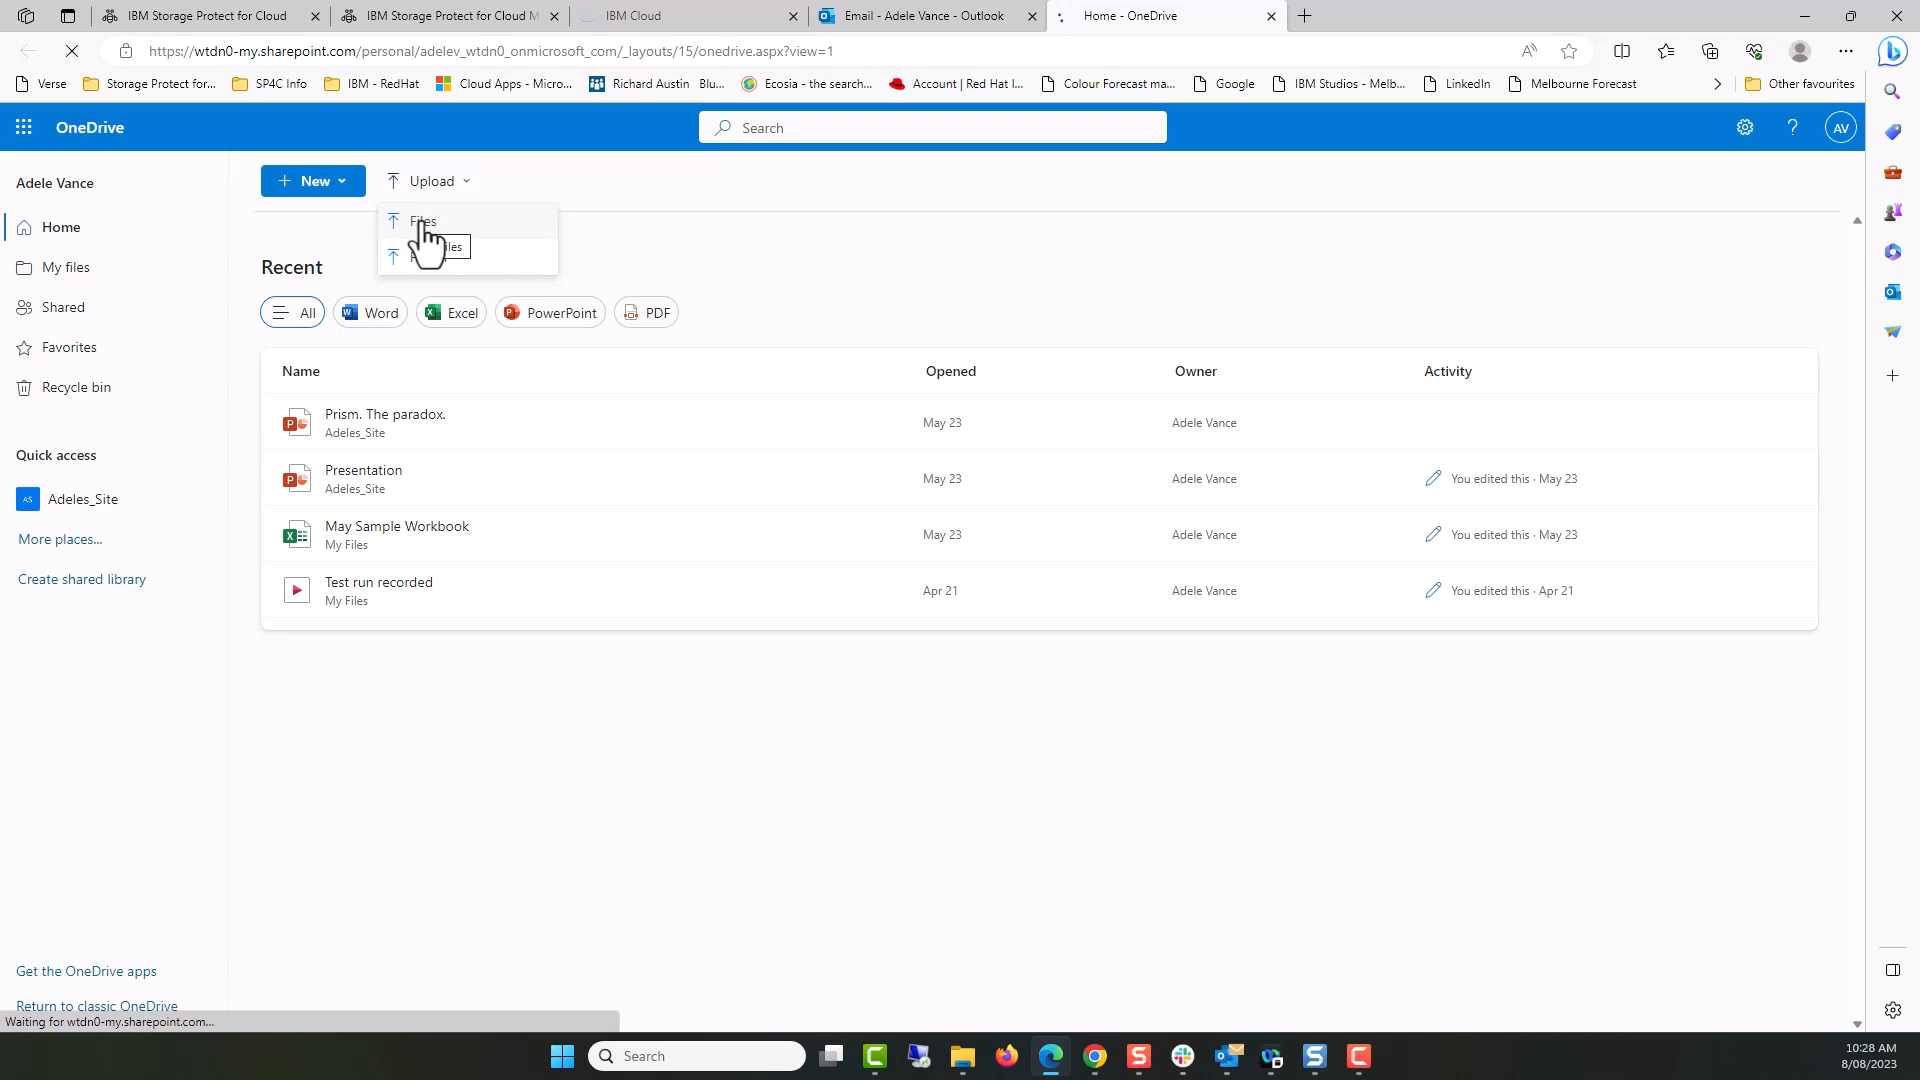 IBM Storage Protect for Cloud
IBM Storage Protect for Cloud M
IBM Cloud
Email - Adele Vance - Outlook
Home - OneDrive
https://wtdn0-my.sharepoint.com/personal/adelev_wtdn0_onmicrosoft_com/_layouts/15/onedrive.aspx?view=1
Verse
Storage Protect for...
SP4C Info
IBM - RedHat
Cloud Apps - Micro...
Richard Austin Blu...
Ecosia - the search...
Account | Red Hat I...
Colour Forecast ma...
Google
IBM Studios - Melb...
LinkedIn
Melbourne Forecast
Other favourites
OneDrive
Search
AV
Adele Vance
New
Upload
Home
Files
My files
Shared
Favorites
Recycle bin
Quick access
AS
Adeles_Site
More places...
Create shared library
Recent
All
Word
Excel
PowerPoint
PDF
Name Opened Owner Activity
Prism. The paradox.
Adeles_Site
May 23
Adele Vance
Presentation
Adeles_Site
May 23
Adele Vance
You edited this · May 23
May Sample Workbook
My Files
May 23
Adele Vance
You edited this · May 23
Test run recorded
My Files
Apr 21
Adele Vance
You edited this · Apr 21
Get the OneDrive apps
Return to classic OneDrive
Waiting for wtdn0-my.sharepoint.com...
Search
10:28 AM
8/08/2023